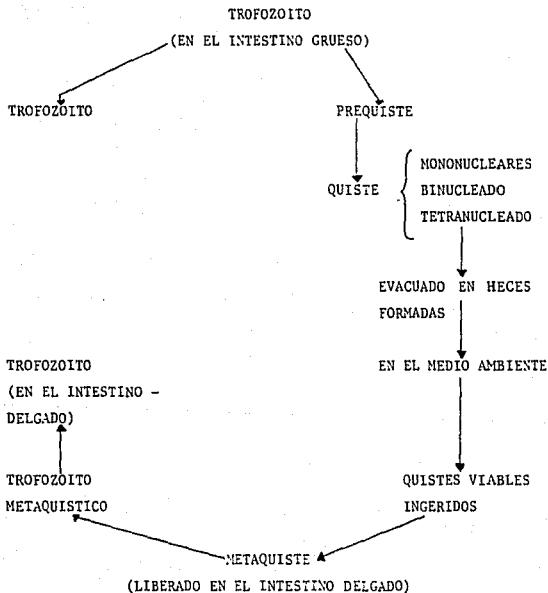 TROFOZOITO
(EN EL INTESTINO GRUESO)
TROFOZOITO
PREQUISTE
QUISTE
MONONUCLEARES
BINUCLEADO
TETRANUCLEADO
EVACUADO EN HECES
FORMADAS
EN EL MEDIO AMBIENTE
QUISTES VIABLES
INGERIDOS
METAQUISTE
(LIBERADO EN EL INTESTINO DELGADO)
TROFOZOITO
METAQUISTICO
TROFOZOITO
(EN EL INTESTINO -
DELGADO)